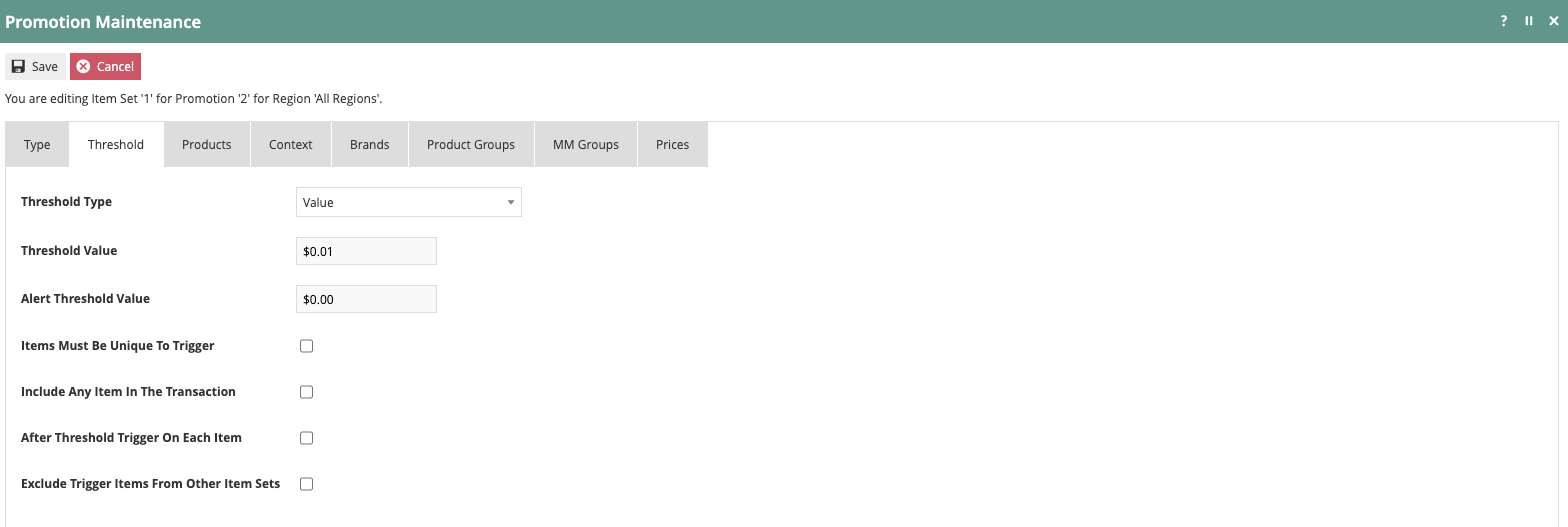 Promotion Maintenance
?
Save Cancel
You are editing Item Set '1' for Promotion '2' for Region 'All Regions'.
Type Threshold Products Context Brands Product Groups MM Groups Prices
Threshold Type Value
Threshold Value $0.01
Alert Threshold Value $0.00
Items Must Be Unique To Trigger
Include Any Item In The Transaction
After Threshold Trigger On Each Item
Exclude Trigger Items From Other Item Sets